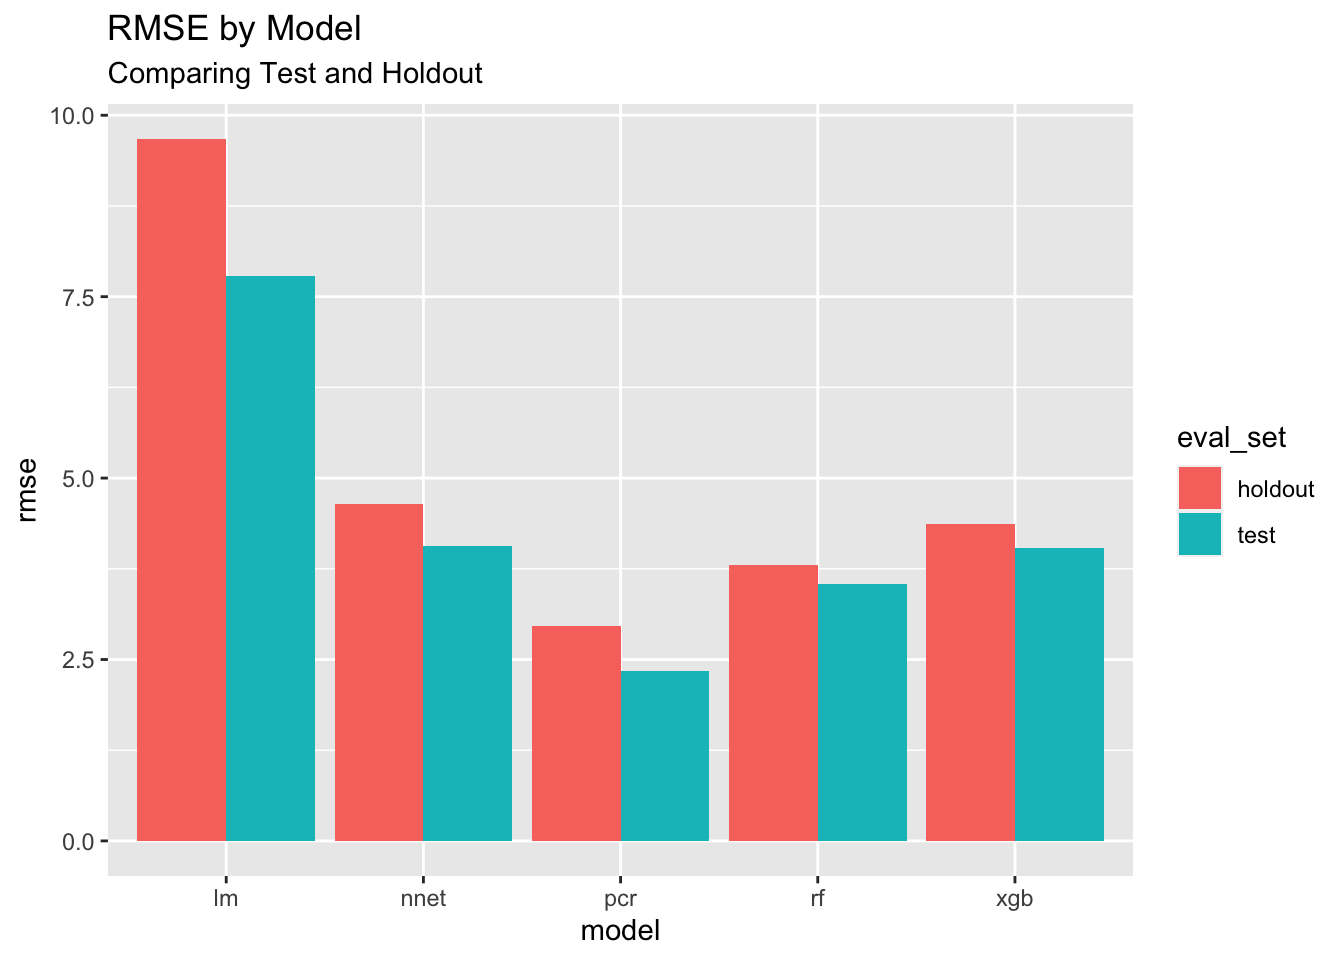 RMSE by Model
Comparing Test and Holdout
10.0
7.5
5.0
2.5
0.0
rmse
lm
nnet
pcr
rf
xgb
model
eval_set
holdout
test